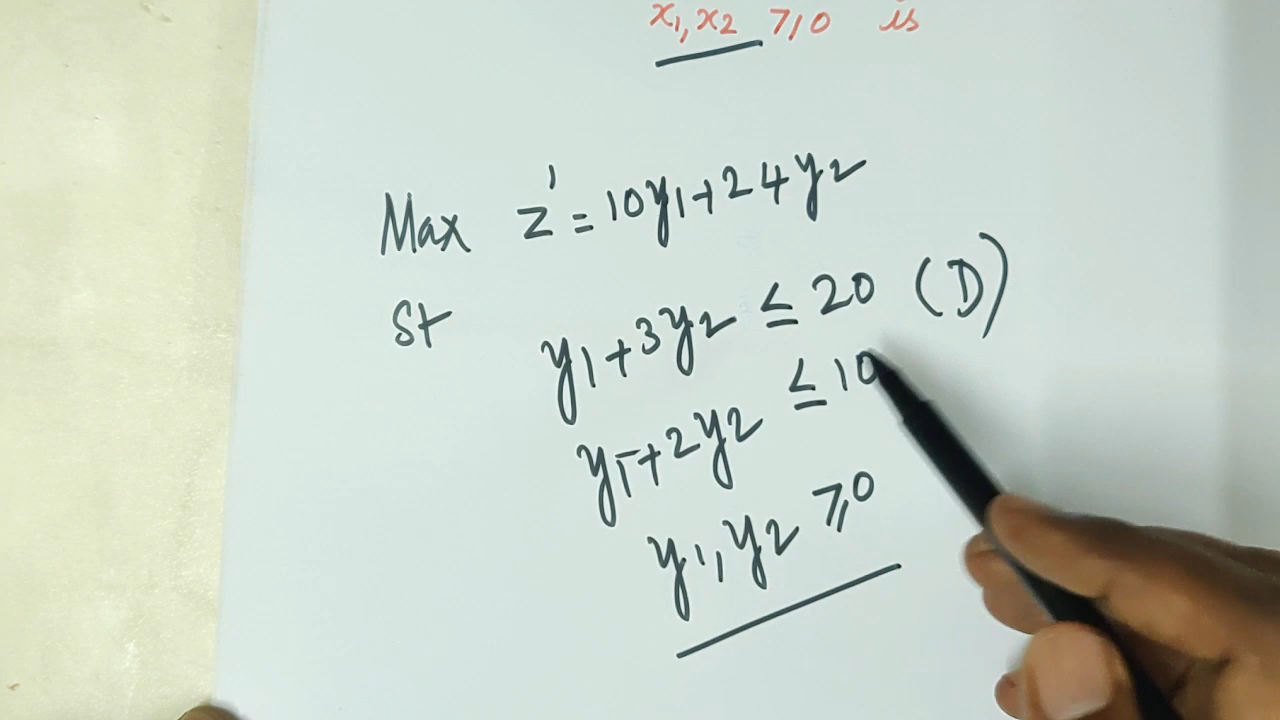 x1, x2 ⩾ 0 is
Max z' = 10y1 + 24y2
St
y1 + 3y2 ≤ 20 (D)
y1 + 2y2 ≤ 10
y1, y2 ⩾ 0